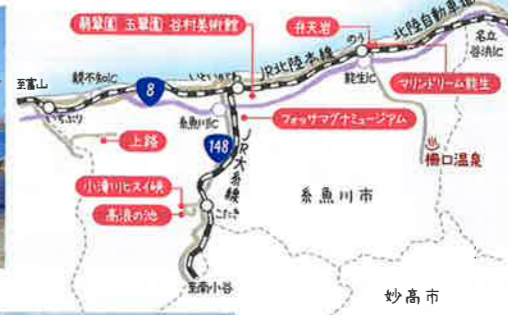 翡翠園 玉翠園 谷村美術館
弁天岩
北陸自動車道
名立
谷浜IC
のう
JR北陸本線
能生IC
マリンドリーム能生
至富山
親不知IC
8
いといがわ
いちぶり
糸魚川IC
フォッサマグナミュージアム
上路
148
JR大糸線
柵口温泉
小滝川ヒスイ峡
高浪の池
こたき
糸魚川市
至南小谷
妙高市